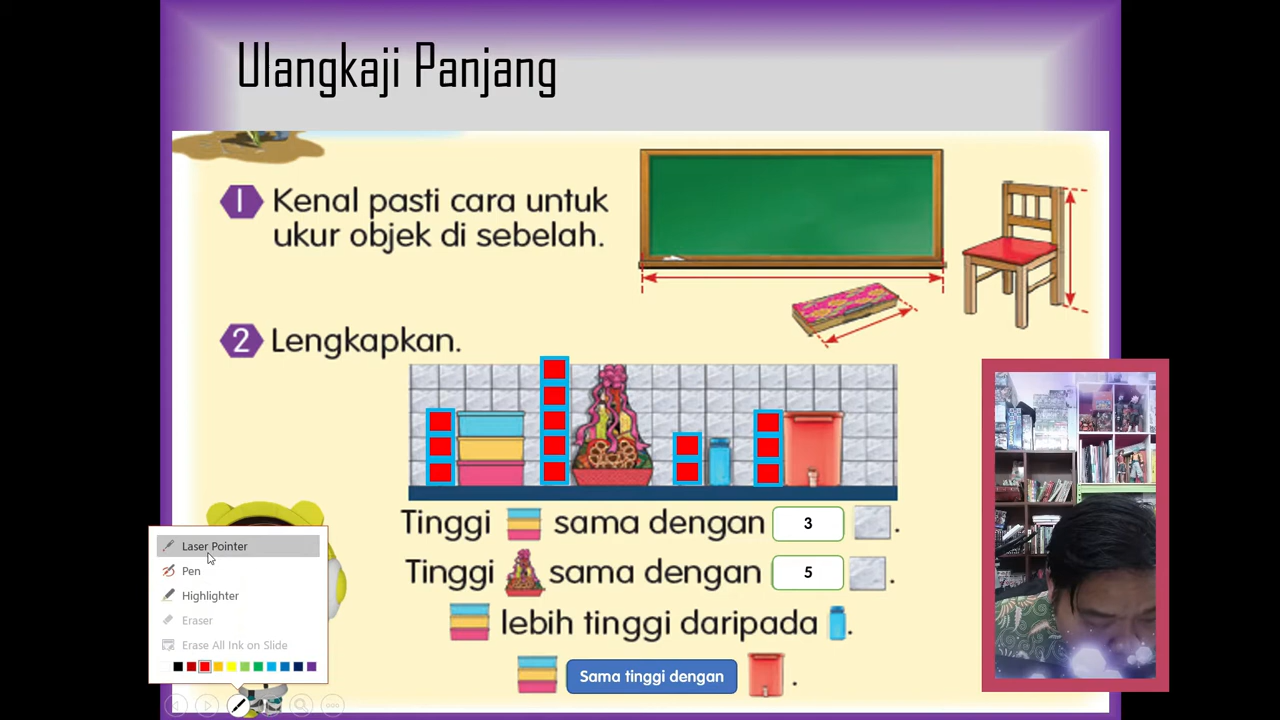 Ulangkaji Panjang
1 Kenal pasti cara untuk
ukur objek di sebelah.
2 Lengkapkan.
Tinggi sama dengan 3 .
Tinggi sama dengan 5 .
lebih tinggi daripada .
Sama tinggi dengan .
Laser Pointer
Pen
Highlighter
Eraser
Erase All Ink on Slide